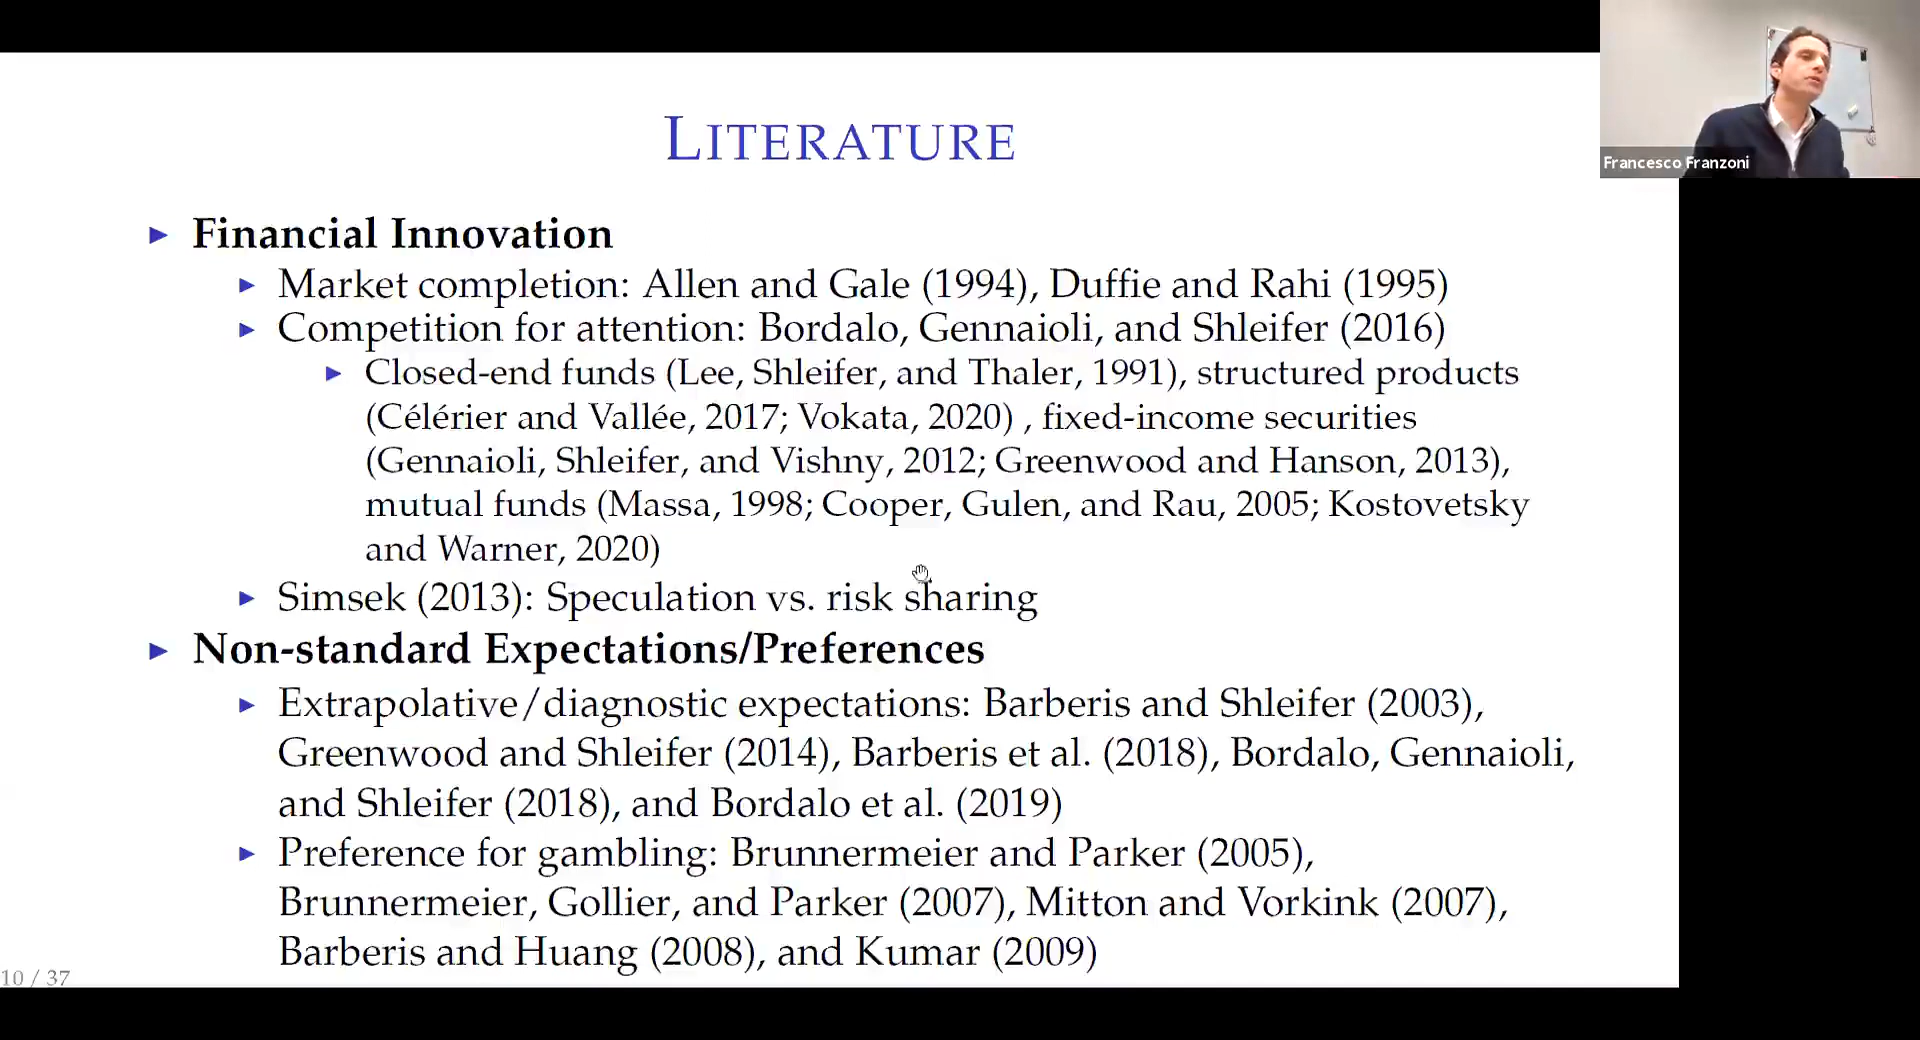 LITERATURE
Francesco Franzoni
► Financial Innovation
► Market completion: Allen and Gale (1994), Duffie and Rahi (1995)
► Competition for attention: Bordalo, Gennaioli, and Shleifer (2016)
► Closed-end funds (Lee, Shleifer, and Thaler, 1991), structured products
(Célérier and Vallée, 2017; Vokata, 2020) , fixed-income securities
(Gennaioli, Shleifer, and Vishny, 2012; Greenwood and Hanson, 2013),
mutual funds (Massa, 1998; Cooper, Gulen, and Rau, 2005; Kostovetsky
and Warner, 2020)
► Simsek (2013): Speculation vs. risk sharing
► Non-standard Expectations/Preferences
► Extrapolative/diagnostic expectations: Barberis and Shleifer (2003),
Greenwood and Shleifer (2014), Barberis et al. (2018), Bordalo, Gennaioli,
and Shleifer (2018), and Bordalo et al. (2019)
► Preference for gambling: Brunnermeier and Parker (2005),
Brunnermeier, Gollier, and Parker (2007), Mitton and Vorkink (2007),
Barberis and Huang (2008), and Kumar (2009)
10 / 37